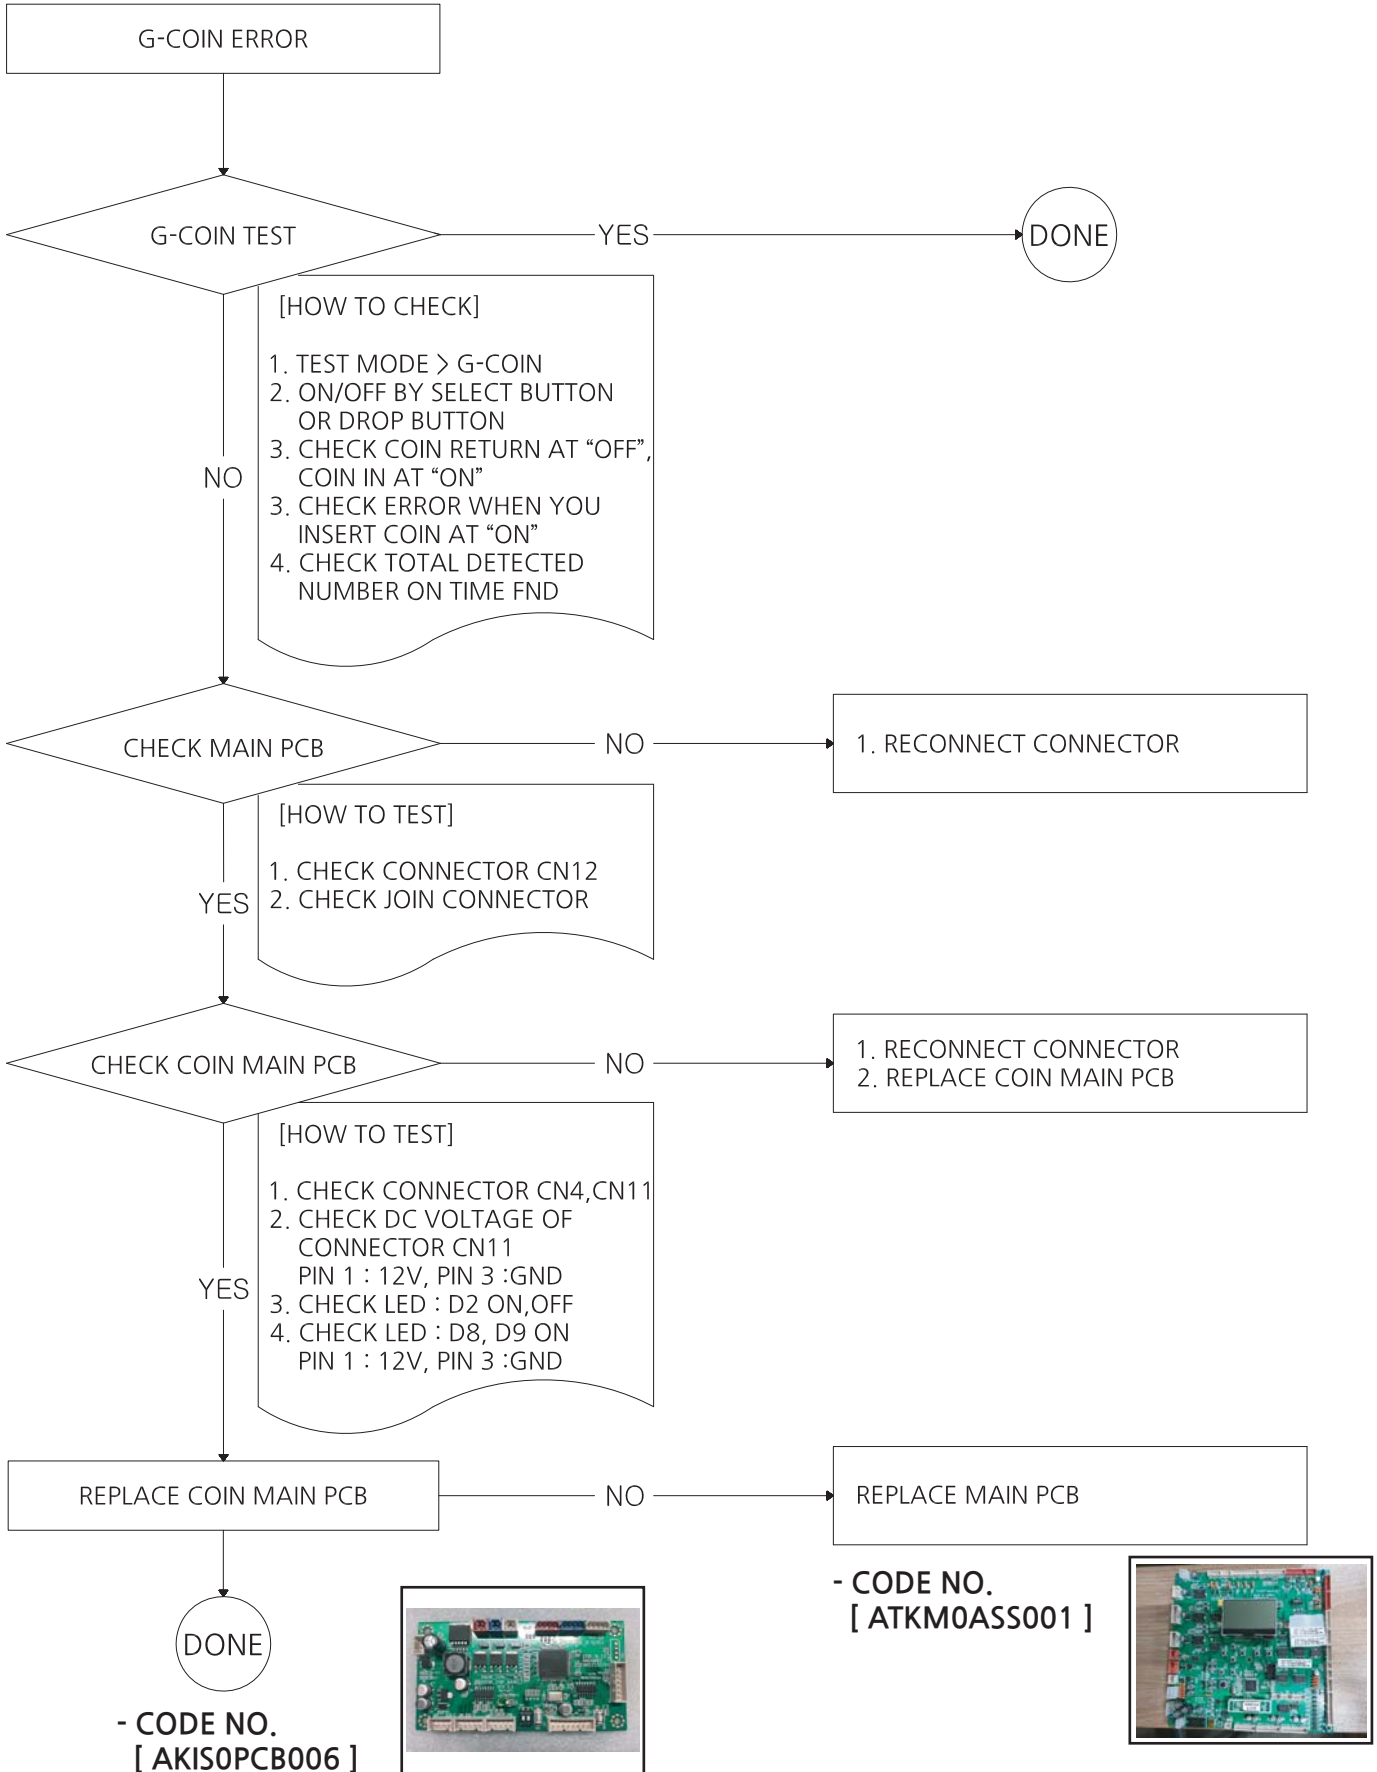 G-COIN ERROR
G-COIN TEST
YES
DONE
[HOW TO CHECK]
1. TEST MODE > G-COIN
2. ON/OFF BY SELECT BUTTON
OR DROP BUTTON
3. CHECK COIN RETURN AT “OFF”,
COIN IN AT “ON”
3. CHECK ERROR WHEN YOU
INSERT COIN AT “ON”
4. CHECK TOTAL DETECTED
NUMBER ON TIME FND
NO
CHECK MAIN PCB
NO
1. RECONNECT CONNECTOR
[HOW TO TEST]
1. CHECK CONNECTOR CN12
2. CHECK JOIN CONNECTOR
YES
CHECK COIN MAIN PCB
NO
1. RECONNECT CONNECTOR
2. REPLACE COIN MAIN PCB
[HOW TO TEST]
1. CHECK CONNECTOR CN4,CN11
2. CHECK DC VOLTAGE OF
CONNECTOR CN11
PIN 1 : 12V, PIN 3 :GND
3. CHECK LED : D2 ON,OFF
4. CHECK LED : D8, D9 ON
PIN 1 : 12V, PIN 3 :GND
YES
REPLACE COIN MAIN PCB
NO
REPLACE MAIN PCB
- CODE NO.
[ ATKM0ASS001 ]
DONE
- CODE NO.
[ AKIS0PCB006 ]